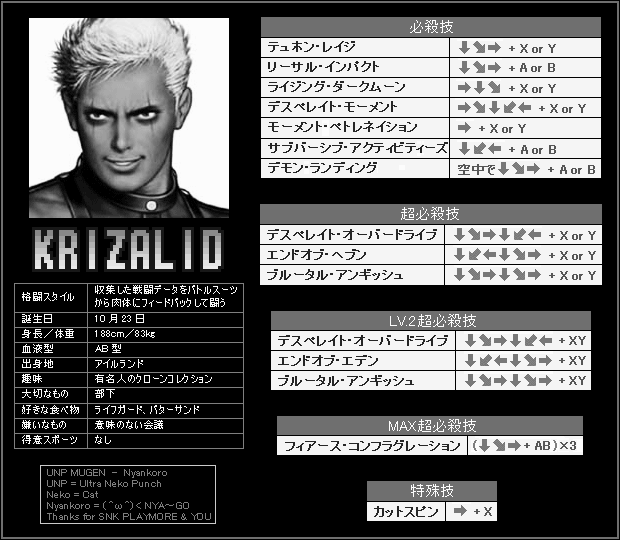 KRIZALID
格闘スタイル 収集した戦闘データをバトルスーツ
から肉体にフィードバックして闘う
誕生日 10月23日
身長／体重 188cm／83kg
血液型 AB型
出身地 アイルランド
趣味 有名人のクローンコレクション
大切なもの 部下
好きな食べ物 ライフガード、バターサンド
嫌いなもの 意味のない会議
得意スポーツ なし
UNP MUGEN － Nyankoro
UNP = Ultra Neko Punch
Neko = Cat
Nyankoro = (＾ω＾)＜NYA～GO
Thanks for SNK PLAYMORE & YOU
必殺技
テュホン・レイジ ↓↘→ + X or Y
リーサル・インパクト ↓↘→ + A or B
ライジング・ダークムーン →↓↘ + X or Y
デスペレイト・モーメント →↘↓↙← + X or Y
モーメント・ペトレネイション → + X or Y
サブバーシブ・アクティビティーズ ↓↙← + A or B
デモン・ランディング 空中で↓↘→ + A or B
超必殺技
デスペレイト・オーバードライブ ↓↘→↓↙← + X or Y
エンドオブ・ヘブン ↓↙←↓↘→ + X or Y
ブルータル・アンギッシュ ↓↘→↓↘→ + X or Y
LV.2超必殺技
デスペレイト・オーバードライブ ↓↘→↓↙← + XY
エンドオブ・エデン ↓↙←↓↘→ + XY
ブルータル・アンギッシュ ↓↘→↓↘→ + XY
MAX超必殺技
フィアース・コンフラグレーション (↓↘→+ AB)×3
特殊技
カットスピン → + X